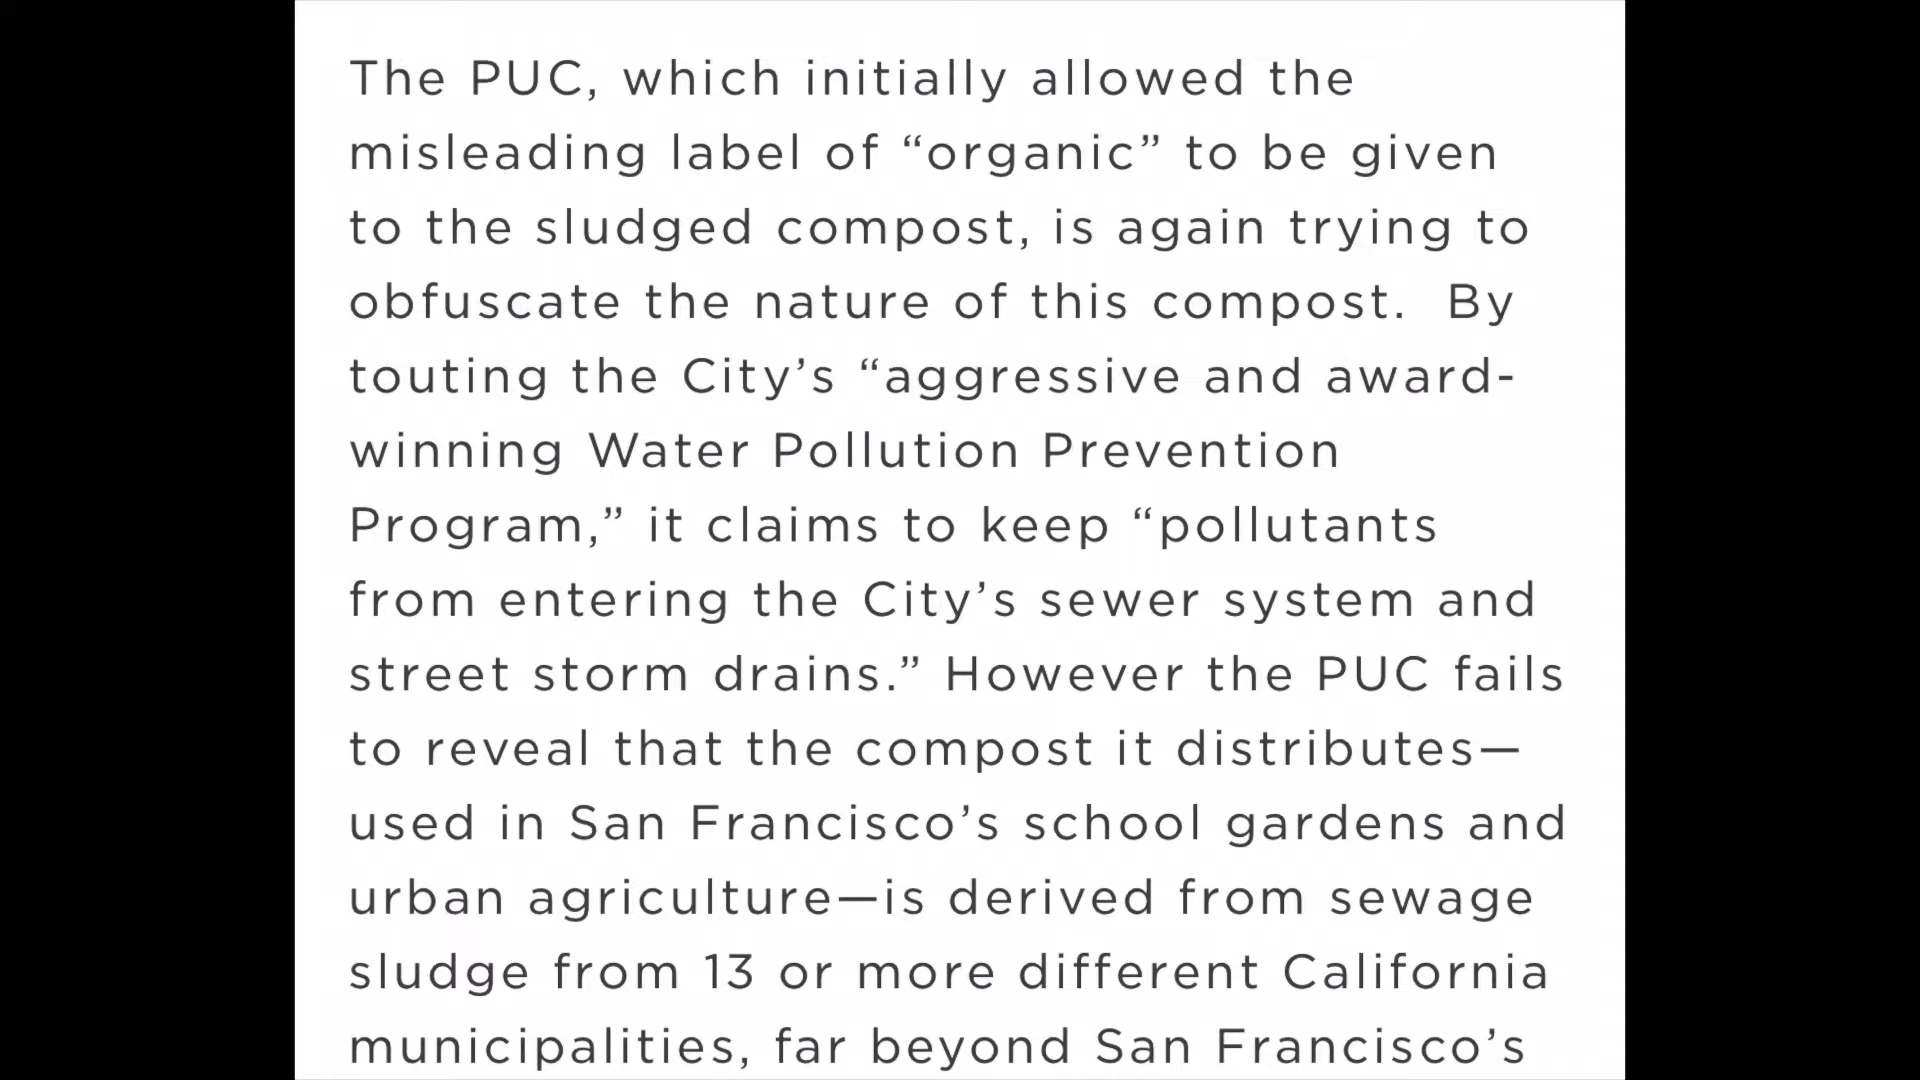 The PUC, which initially allowed the
misleading label of “organic” to be given
to the sludged compost, is again trying to
obfuscate the nature of this compost.  By
touting the City’s “aggressive and award-
winning Water Pollution Prevention
Program,” it claims to keep “pollutants
from entering the City’s sewer system and
street storm drains.” However the PUC fails
to reveal that the compost it distributes—
used in San Francisco’s school gardens and
urban agriculture—is derived from sewage
sludge from 13 or more different California
municipalities, far beyond San Francisco’s